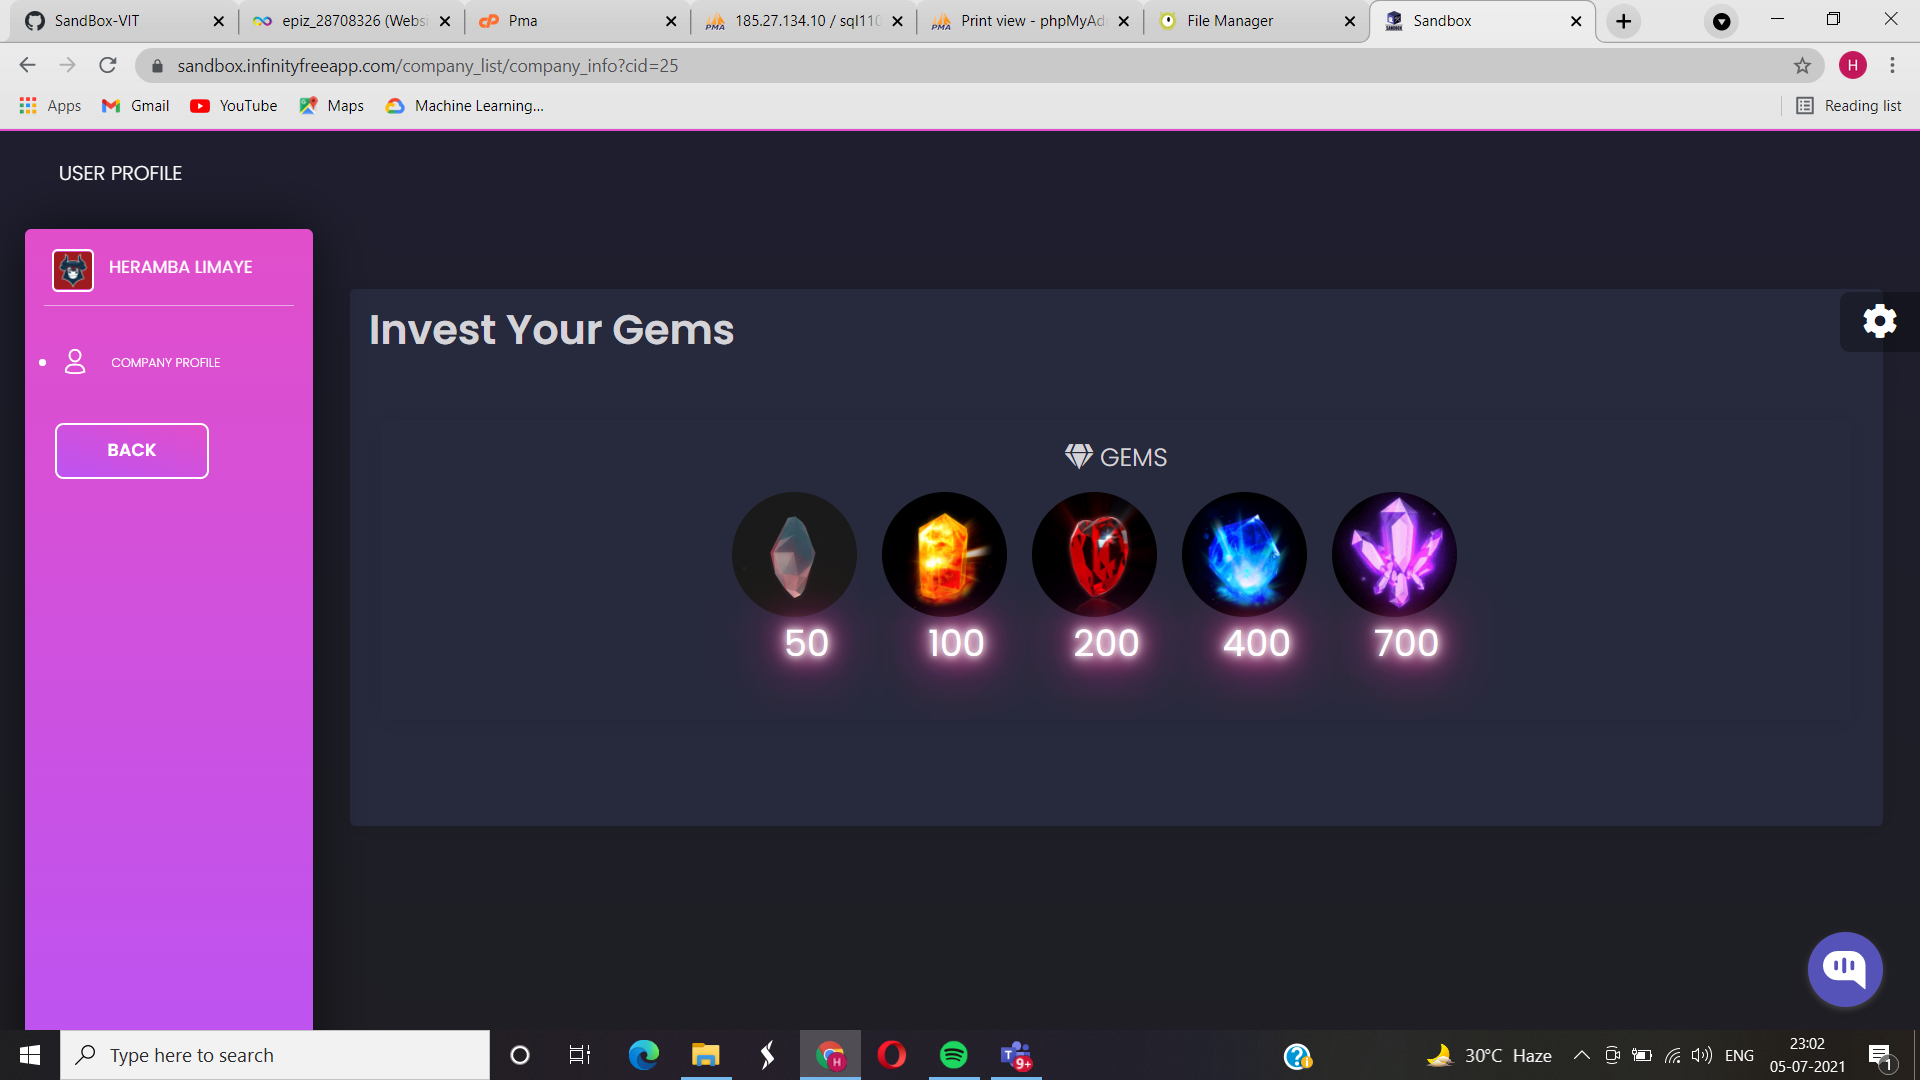 SandBox-VIT
epiz_28708326 (Websi
Pma
185.27.134.10 / sql110
Print view - phpMyAd
File Manager
Sandbox
sandbox.infinityfreeapp.com/company_list/company_info?cid=25
H
Apps
Gmail
YouTube
Maps
Machine Learning...
Reading list
USER PROFILE
HERAMBA LIMAYE
COMPANY PROFILE
BACK
Invest Your Gems
GEMS
50
100
200
400
700
Type here to search
H
9+
30°C Haze
ENG
23:02
05-07-2021
1